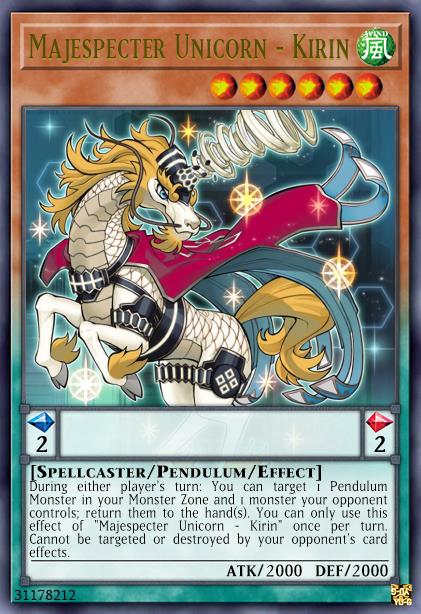 Majespecter Unicorn - Kirin
WIND
風
2
2
[Spellcaster/Pendulum/Effect]
During either player's turn: You can target 1 Pendulum
Monster in your Monster Zone and 1 monster your opponent
controls; return them to the hand(s). You can only use this
effect of "Majespecter Unicorn - Kirin" once per turn.
Cannot be targeted or destroyed by your opponent's card
effects.
ATK/2000 DEF/2000
31178212